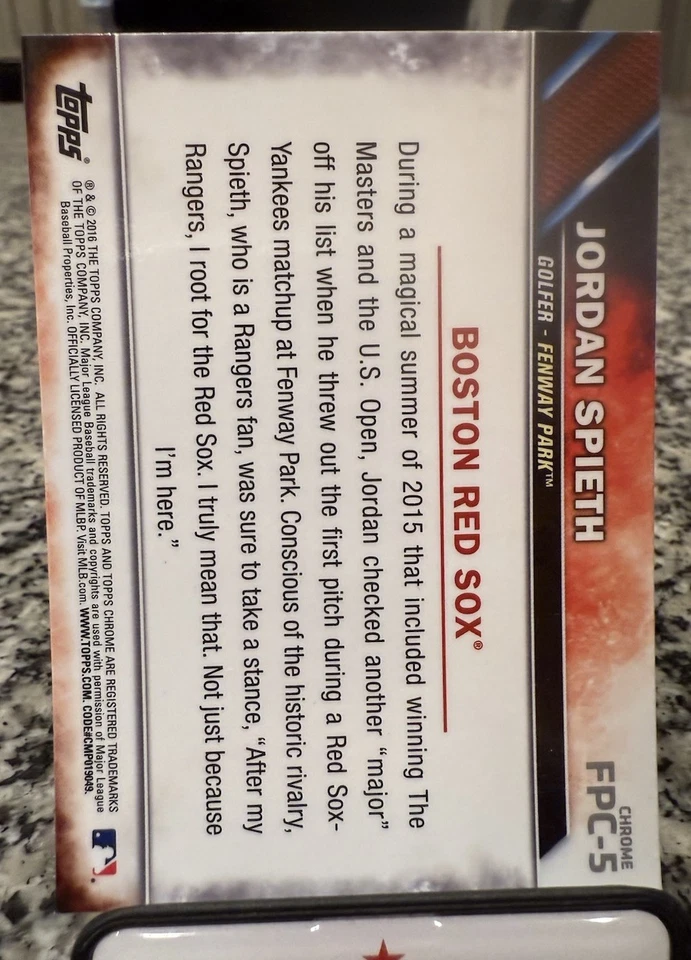 JORDAN SPIETH
GOLFER - FENWAY PARK™
CHROME
FPC-5
BOSTON RED SOX®
During a magical summer of 2015 that included winning The
Masters and the U.S. Open, Jordan checked another “major”
off his list when he threw out the first pitch during a Red Sox-
Yankees matchup at Fenway Park. Conscious of the historic rivalry,
Spieth, who is a Rangers fan, was sure to take a stance, “After my
Rangers, I root for the Red Sox. I truly mean that. Not just because
I’m here.”
topps®
® & © 2016 THE TOPPS COMPANY, INC. ALL RIGHTS RESERVED. TOPPS AND TOPPS CHROME ARE REGISTERED TRADEMARKS
OF THE TOPPS COMPANY, INC. Major League Baseball trademarks and copyrights are used with permission of Major League
Baseball Properties, Inc. OFFICIALLY LICENSED PRODUCT OF MLBP. Visit MLB.com. WWW.TOPPS.COM. CODE#CMP019049.